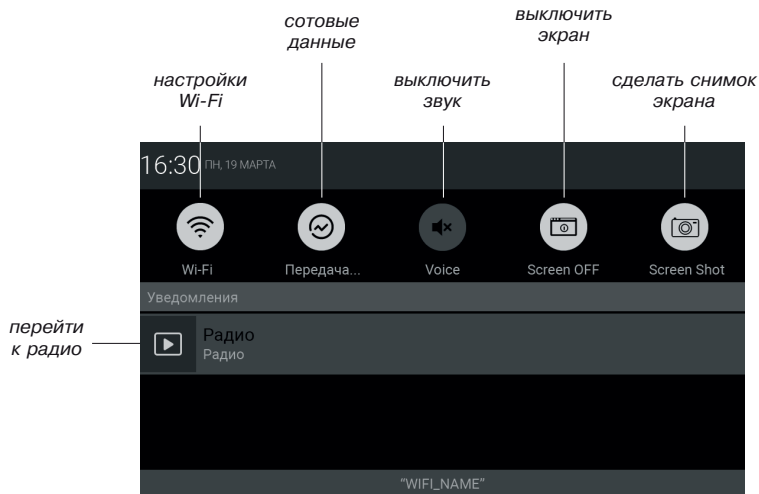 выключить
экран
сотовые
данные
настройки
Wi-Fi
выключить
звук
сделать снимок
экрана
16:30 ПН, 19 МАРТА
Wi-Fi Передача... Voice Screen OFF Screen Shot
Уведомления
перейти
к радио
Радио
Радио
"WIFI_NAME"